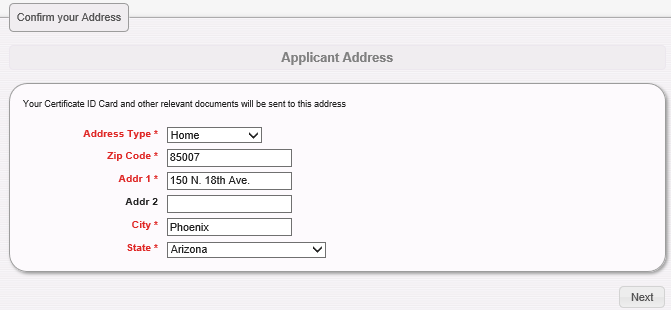 Confirm your Address
Applicant Address
Your Certificate ID Card and other relevant documents will be sent to this address
Address Type * Home
Zip Code * 85007
Addr 1 * 150 N. 18th Ave.
Addr 2
City * Phoenix
State * Arizona
Next